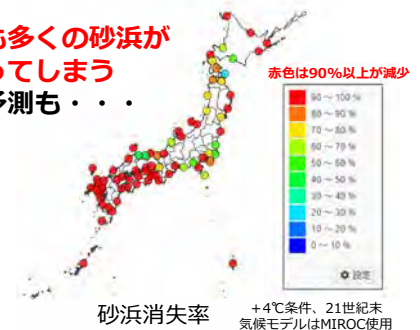 も多くの砂浜が
ってしまう
予測も・・・
赤色は90%以上が減少
90 ～ 100 %
80 ～ 90 %
70 ～ 80 %
60 ～ 70 %
50 ～ 60 %
40 ～ 50 %
30 ～ 40 %
20 ～ 30 %
10 ～ 20 %
0 ～ 10 %
設定
砂浜消失率
+4℃条件、21世紀末
気候モデルはMIROC使用